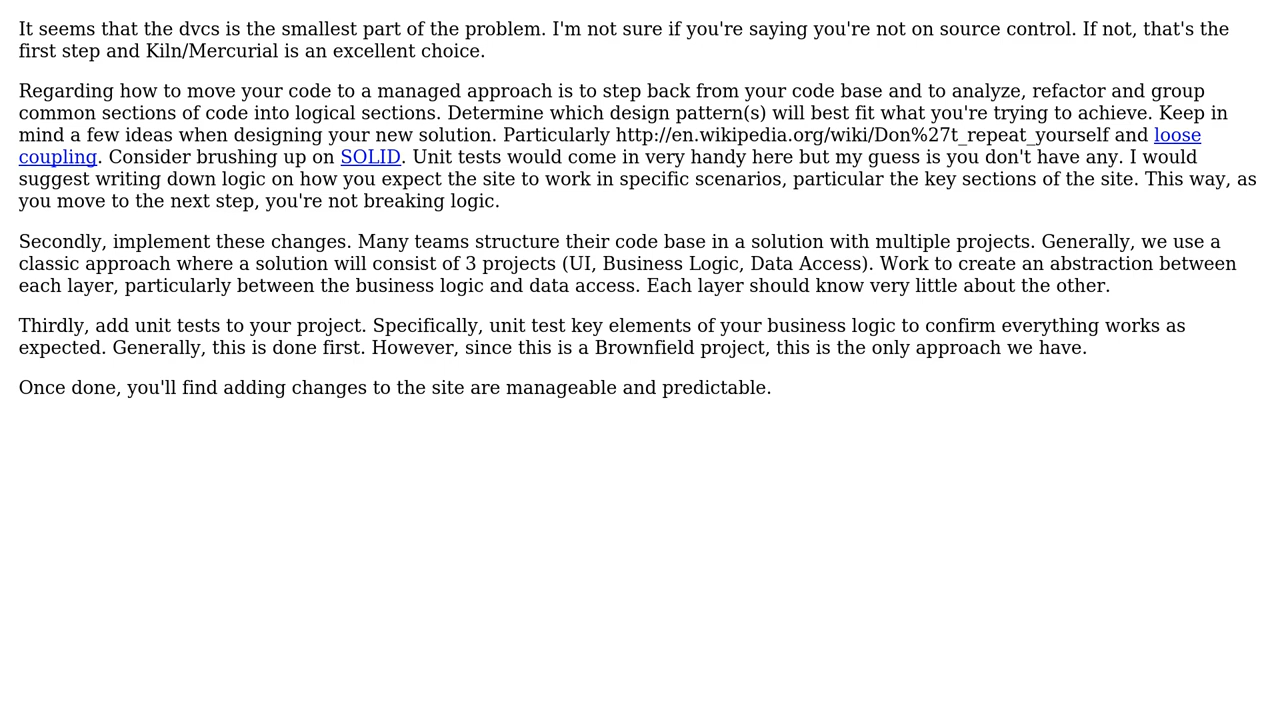 It seems that the dvcs is the smallest part of the problem. I'm not sure if you're saying you're not on source control. If not, that's the
first step and Kiln/Mercurial is an excellent choice.
Regarding how to move your code to a managed approach is to step back from your code base and to analyze, refactor and group
common sections of code into logical sections. Determine which design pattern(s) will best fit what you're trying to achieve. Keep in
mind a few ideas when designing your new solution. Particularly http://en.wikipedia.org/wiki/Don%27t_repeat_yourself and loose
coupling. Consider brushing up on SOLID. Unit tests would come in very handy here but my guess is you don't have any. I would
suggest writing down logic on how you expect the site to work in specific scenarios, particular the key sections of the site. This way, as
you move to the next step, you're not breaking logic.
Secondly, implement these changes. Many teams structure their code base in a solution with multiple projects. Generally, we use a
classic approach where a solution will consist of 3 projects (UI, Business Logic, Data Access). Work to create an abstraction between
each layer, particularly between the business logic and data access. Each layer should know very little about the other.
Thirdly, add unit tests to your project. Specifically, unit test key elements of your business logic to confirm everything works as
expected. Generally, this is done first. However, since this is a Brownfield project, this is the only approach we have.
Once done, you'll find adding changes to the site are manageable and predictable.